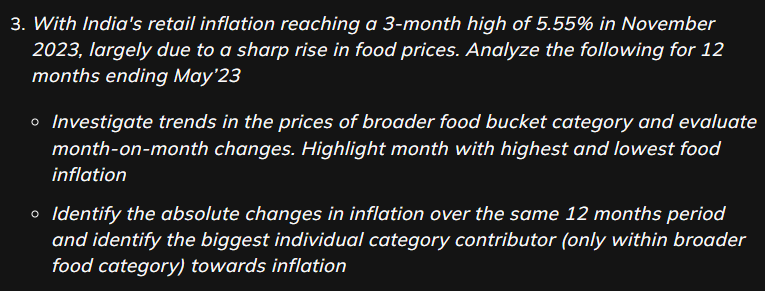 3. With India's retail inflation reaching a 3-month high of 5.55% in November
2023, largely due to a sharp rise in food prices. Analyze the following for 12
months ending May'23
○ Investigate trends in the prices of broader food bucket category and evaluate
month-on-month changes. Highlight month with highest and lowest food
inflation
○ Identify the absolute changes in inflation over the same 12 months period
and identify the biggest individual category contributor (only within broader
food category) towards inflation